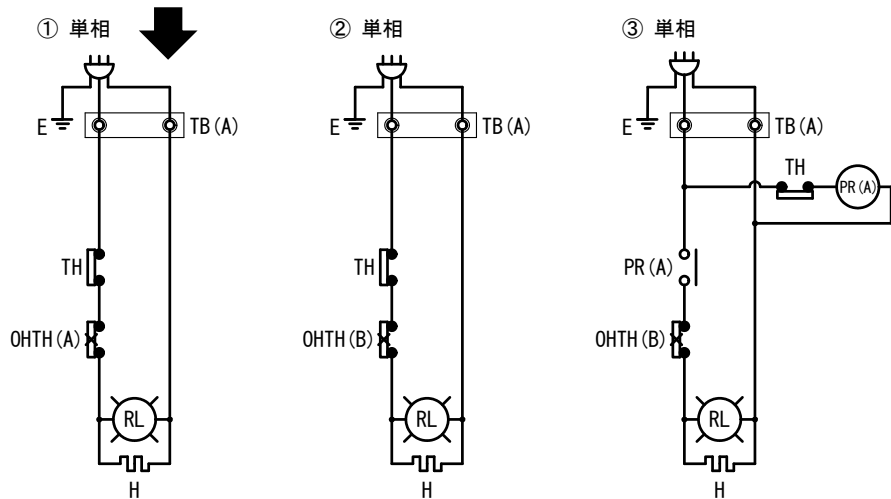 ① 単相
E
TB(A)
TH
OHTH(A)
RL
H
② 単相
E
TB(A)
TH
OHTH(B)
RL
H
③ 単相
E
TB(A)
TH
PR(A)
PR(A)
OHTH(B)
RL
H